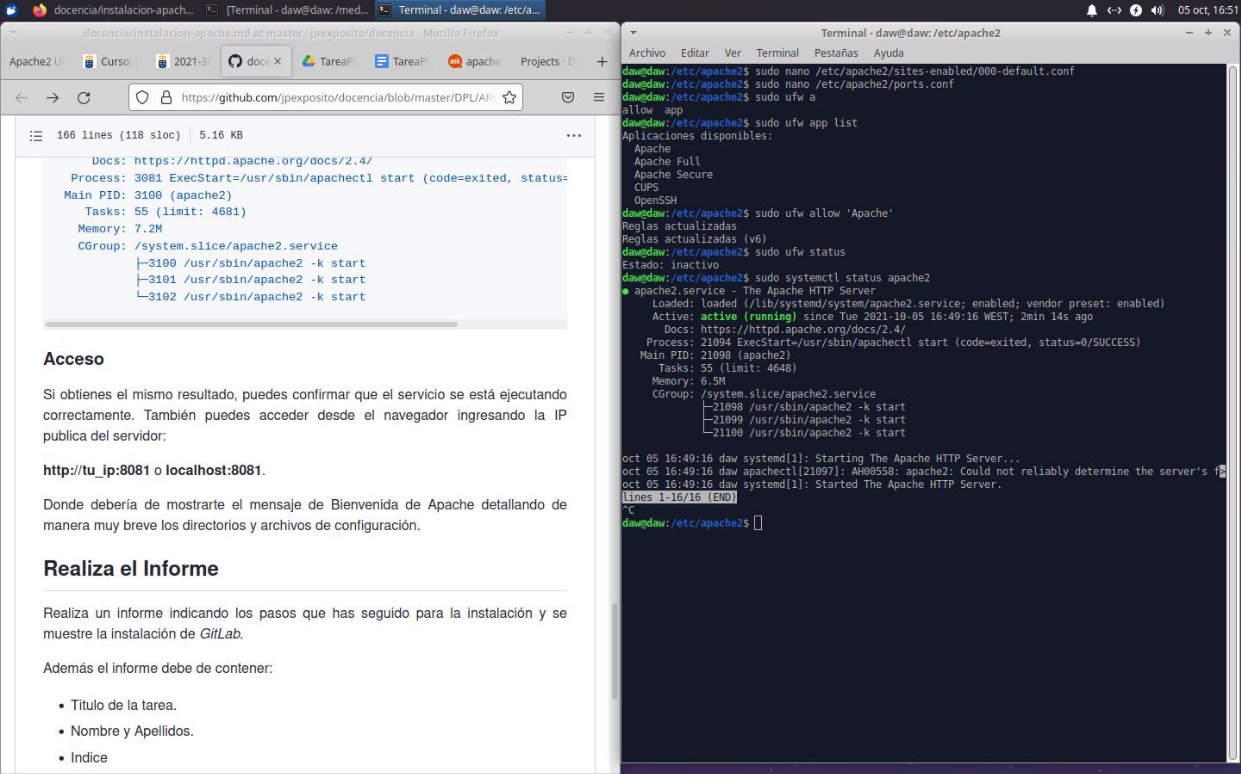 docencia/instalacion-apach...
[Terminal - daw@daw: /med...
Terminal - daw@daw: /etc/a...
05 oct, 16:51
docencia/instalacion-apache.md at master · jpexposito/docencia - Mozilla Firefox
Apache2 U
Curso:
2021-3
doce
TareaP
TareaP
apache
Projects · D
https://github.com/jpexposito/docencia/blob/master/DPL/AR
166 lines (118 sloc) 5.16 KB
Docs: https://httpd.apache.org/docs/2.4/
Process: 3081 ExecStart=/usr/sbin/apachectl start (code=exited, status=
Main PID: 3100 (apache2)
Tasks: 55 (limit: 4681)
Memory: 7.2M
CGroup: /system.slice/apache2.service
├─3100 /usr/sbin/apache2 -k start
├─3101 /usr/sbin/apache2 -k start
└─3102 /usr/sbin/apache2 -k start
Acceso
Si obtienes el mismo resultado, puedes confirmar que el servicio se está ejecutando
correctamente. También puedes acceder desde el navegador ingresando la IP
publica del servidor:
http://tu_ip:8081 o localhost:8081.
Donde debería de mostrarte el mensaje de Bienvenida de Apache detallando de
manera muy breve los directorios y archivos de configuración.
Realiza el Informe
Realiza un informe indicando los pasos que has seguido para la instalación y se
muestre la instalación de GitLab.
Además el informe debe de contener:
• Titulo de la tarea.
• Nombre y Apellidos.
• Indice
Terminal - daw@daw: /etc/apache2
Archivo Editar Ver Terminal Pestañas Ayuda
daw@daw:/etc/apache2$ sudo nano /etc/apache2/sites-enabled/000-default.conf
daw@daw:/etc/apache2$ sudo nano /etc/apache2/ports.conf
daw@daw:/etc/apache2$ sudo ufw a
allow app
daw@daw:/etc/apache2$ sudo ufw app list
Aplicaciones disponibles:
Apache
Apache Full
Apache Secure
CUPS
OpenSSH
daw@daw:/etc/apache2$ sudo ufw allow 'Apache'
Reglas actualizadas
Reglas actualizadas (v6)
daw@daw:/etc/apache2$ sudo ufw status
Estado: inactivo
daw@daw:/etc/apache2$ sudo systemctl status apache2
● apache2.service - The Apache HTTP Server
Loaded: loaded (/lib/systemd/system/apache2.service; enabled; vendor preset: enabled)
Active: active (running) since Tue 2021-10-05 16:49:16 WEST; 2min 14s ago
Docs: https://httpd.apache.org/docs/2.4/
Process: 21094 ExecStart=/usr/sbin/apachectl start (code=exited, status=0/SUCCESS)
Main PID: 21098 (apache2)
Tasks: 55 (limit: 4648)
Memory: 6.5M
CGroup: /system.slice/apache2.service
├─21098 /usr/sbin/apache2 -k start
├─21099 /usr/sbin/apache2 -k start
└─21100 /usr/sbin/apache2 -k start
oct 05 16:49:16 daw systemd[1]: Starting The Apache HTTP Server...
oct 05 16:49:16 daw apachectl[21097]: AH00558: apache2: Could not reliably determine the server's f>
oct 05 16:49:16 daw systemd[1]: Started The Apache HTTP Server.
lines 1-16/16 (END)
^C
daw@daw:/etc/apache2$